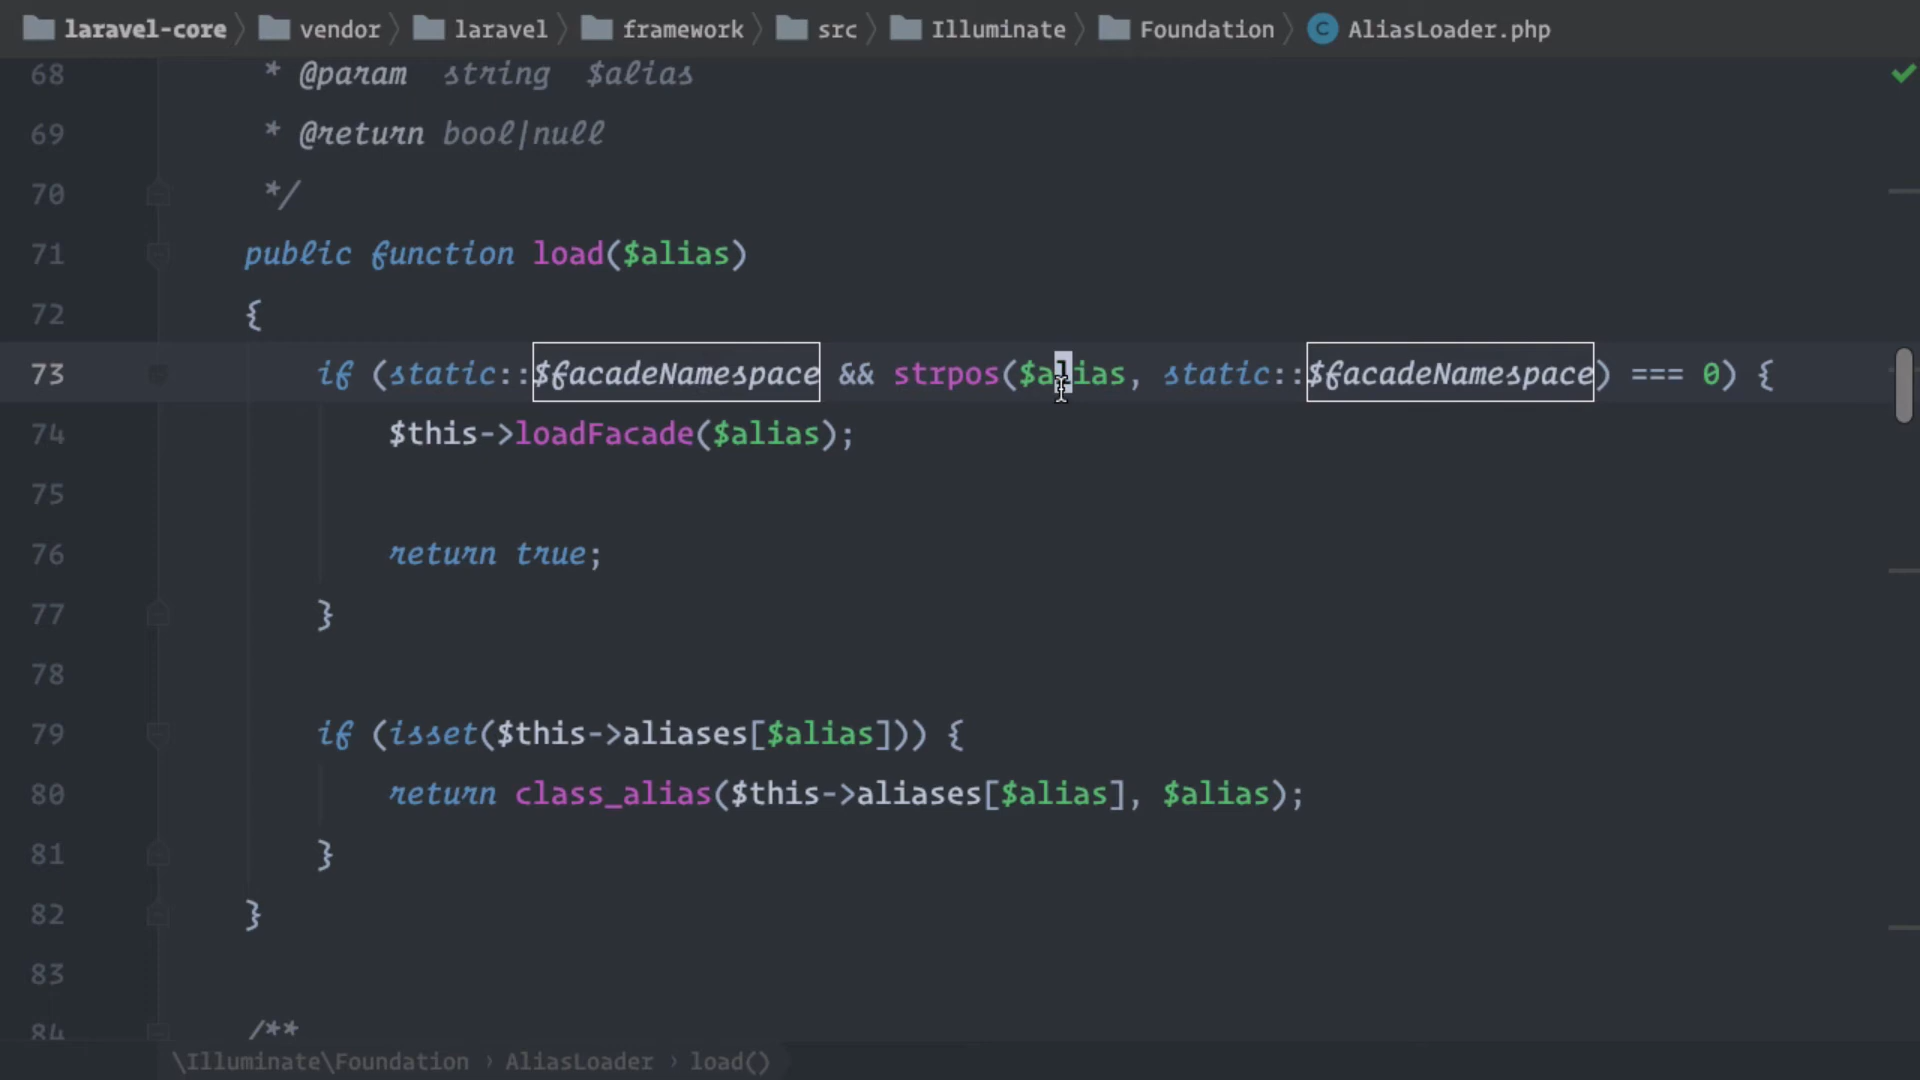 laravel-core vendor laravel framework src Illuminate Foundation AliasLoader.php
68 * @param string $alias
69 * @return bool|null
70 */
71 public function load($alias)
72 {
73 if (static::$facadeNamespace && strpos($alias, static::$facadeNamespace) === 0) {
74 $this->loadFacade($alias);
75
76 return true;
77 }
78
79 if (isset($this->aliases[$alias])) {
80 return class_alias($this->aliases[$alias], $alias);
81 }
82 }
83
84 /**
\Illuminate\Foundation › AliasLoader › load()